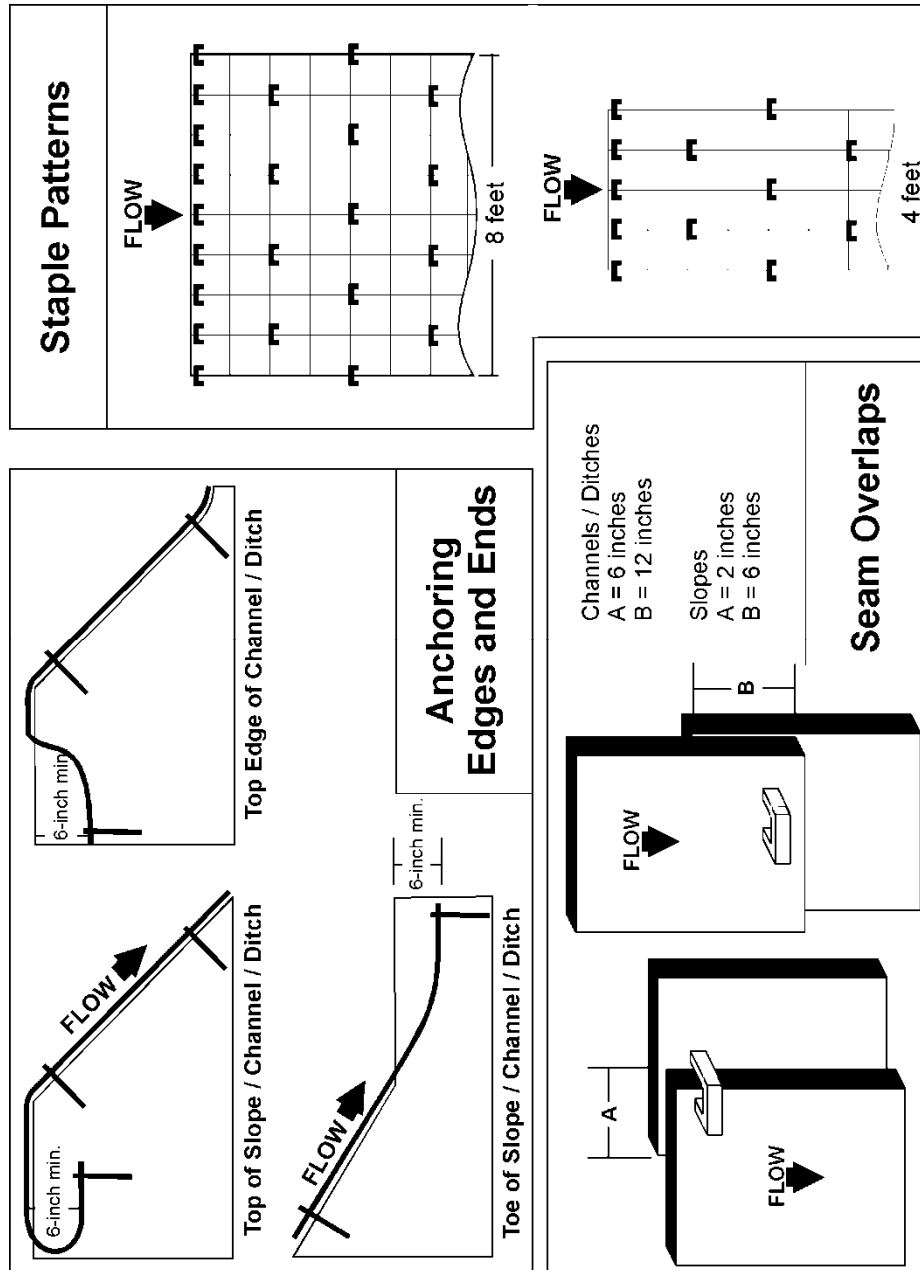 FLOW
6-inch min.
Top of Slope / Channel / Ditch
6-inch min.
Top Edge of Channel / Ditch
FLOW
6-inch min.
Toe of Slope / Channel / Ditch
Anchoring
Edges and Ends
Staple Patterns
FLOW
8 feet
FLOW
4 feet
A
FLOW
FLOW
B
Channels / Ditches
A = 6 inches
B = 12 inches
Slopes
A = 2 inches
B = 6 inches
Seam Overlaps